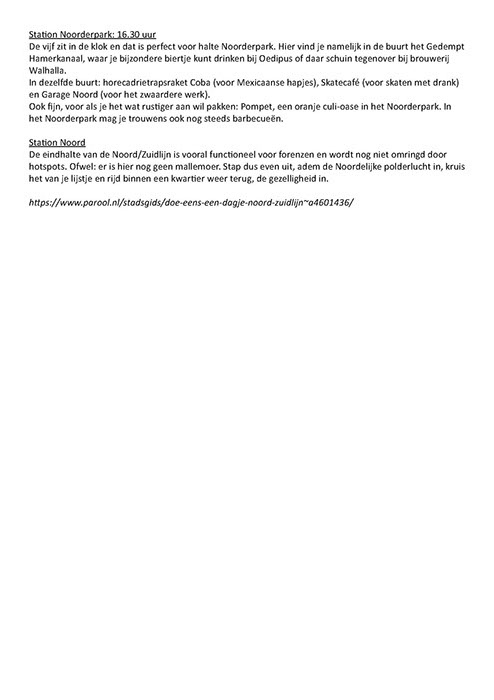 Station Noorderpark: 16.30 uur
De vijf zit in de klok en dat is perfect voor halte Noorderpark. Hier vind je namelijk in de buurt het Gedempt
Hamerkanaal, waar je bijzondere biertje kunt drinken bij Oedipus of daar schuin tegenover bij brouwerij
Walhalla.
In dezelfde buurt: horecadrietrapsraket Coba (voor Mexicaanse hapjes), Skatecafé (voor skaten met drank)
en Garage Noord (voor het zwaardere werk).
Ook fijn, voor als je het wat rustiger aan wil pakken: Pompet, een oranje culi-oase in het Noorderpark. In
het Noorderpark mag je trouwens ook nog steeds barbecueën.
Station Noord
De eindhalte van de Noord/Zuidlijn is vooral functioneel voor forenzen en wordt nog niet omringd door
hotspots. Ofwel: er is hier nog geen mallemoer. Stap dus even uit, adem de Noordelijke polderlucht in, kruis
het van je lijstje en rijd binnen een kwartier weer terug, de gezelligheid in.
https://www.parool.nl/stadsgids/doe-eens-een-dagje-noord-zuidlijn~a4601436/